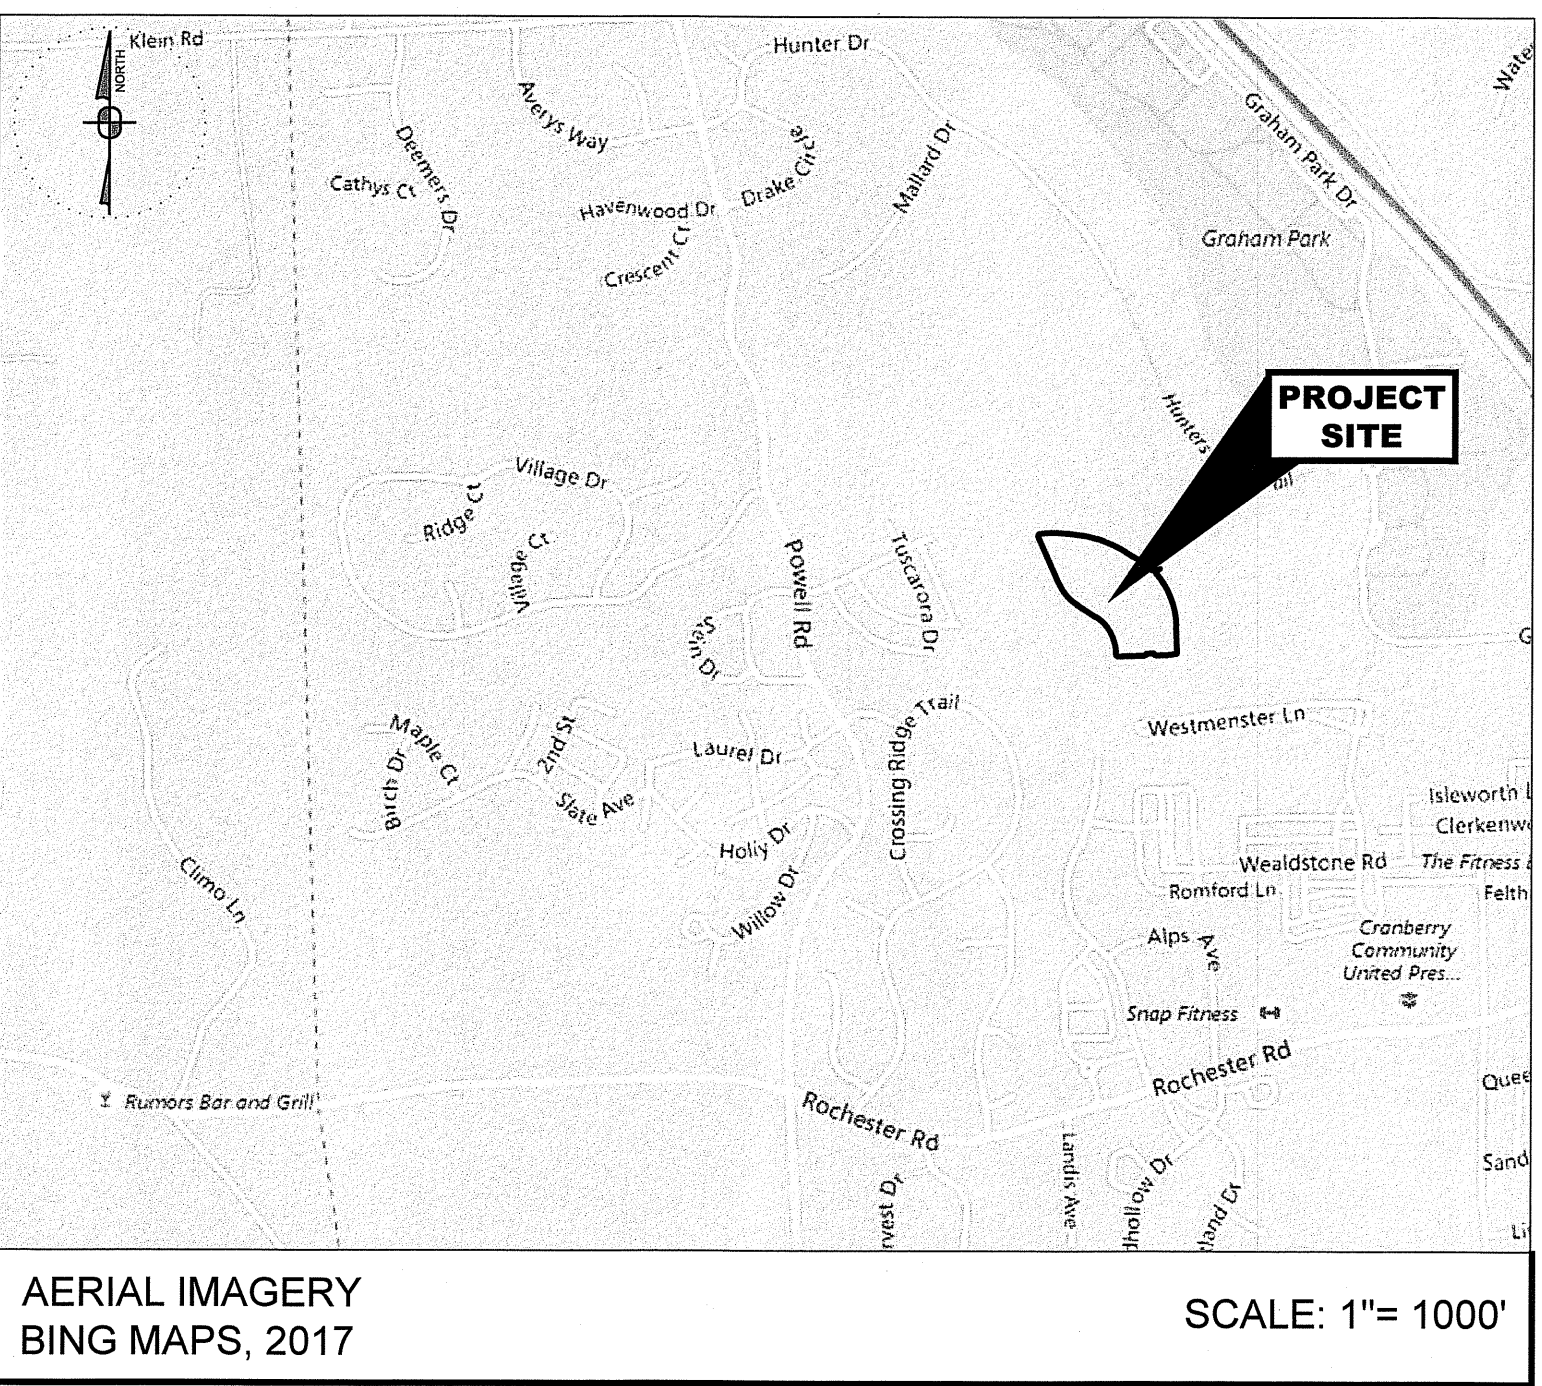 Klein Rd
NORTH
Hunter Dr
Averys Way
Graham Park Dr
Deemers Dr
Cathys Ct
Drake Circle
Mallard Dr
Havenwood Dr
Crescent Ct
Graham Park
PROJECT
SITE
Hunters
Village Dr
Ridge Ct
Village Ct
Powell Rd
Tuscarora Dr
Sein Dr
Crossing Ridge Trail
Westmenster Ln
Maple Ct
2nd St
Laurel Dr
Birch Dr
Slate Ave
Isleworth
Holly Dr
Wealdstone Rd
The Fitness
Climo Ln
Willow Dr
Romford Ln
Alps Ave
Cranberry
Community
United Pres...
Snap Fitness
Rochester Rd
Rumors Bar and Grill
Rochester Rd
Landis Ave
AERIAL IMAGERY
BING MAPS, 2017
SCALE: 1"= 1000'